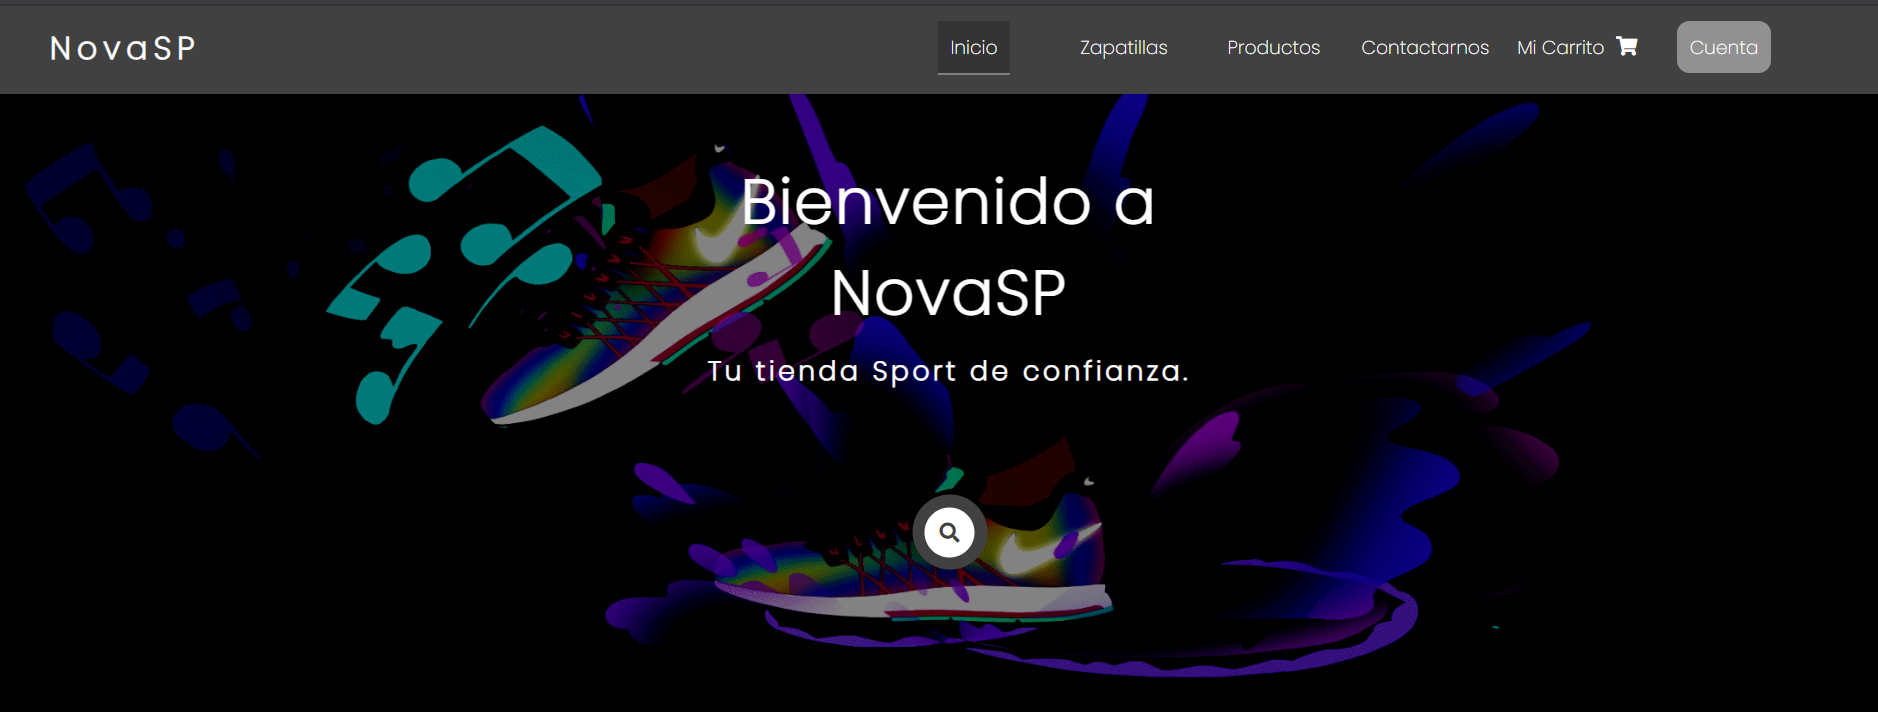 NovaSP
Inicio Zapatillas Productos Contactarnos Mi Carrito Cuenta
Bienvenido a
NovaSP
Tu tienda Sport de confianza.